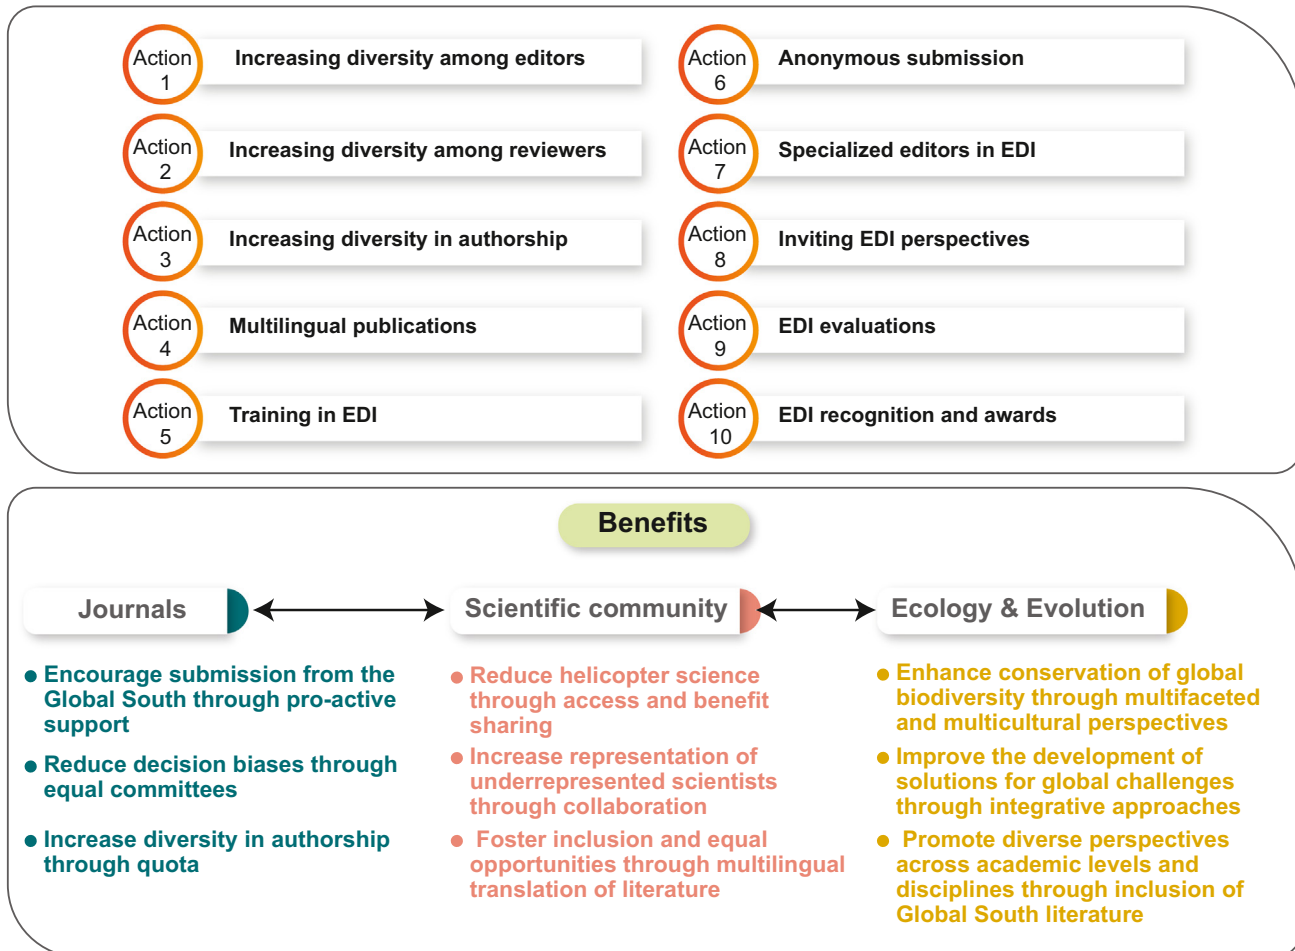 Action
1
Increasing diversity among editors
Action
2
Increasing diversity among reviewers
Action
3
Increasing diversity in authorship
Action
4
Multilingual publications
Action
5
Training in EDI
Action
6
Anonymous submission
Action
7
Specialized editors in EDI
Action
8
Inviting EDI perspectives
Action
9
EDI evaluations
Action
10
EDI recognition and awards
Benefits
Journals
• Encourage submission from the
Global South through pro-active
support
• Reduce decision biases through
equal committees
• Increase diversity in authorship
through quota
Scientific community
• Reduce helicopter science
through access and benefit
sharing
• Increase representation of
underrepresented scientists
through collaboration
• Foster inclusion and equal
opportunities through multilingual
translation of literature
Ecology & Evolution
• Enhance conservation of global
biodiversity through multifaceted
and multicultural perspectives
• Improve the development of
solutions for global challenges
through integrative approaches
• Promote diverse perspectives
across academic levels and
disciplines through inclusion of
Global South literature